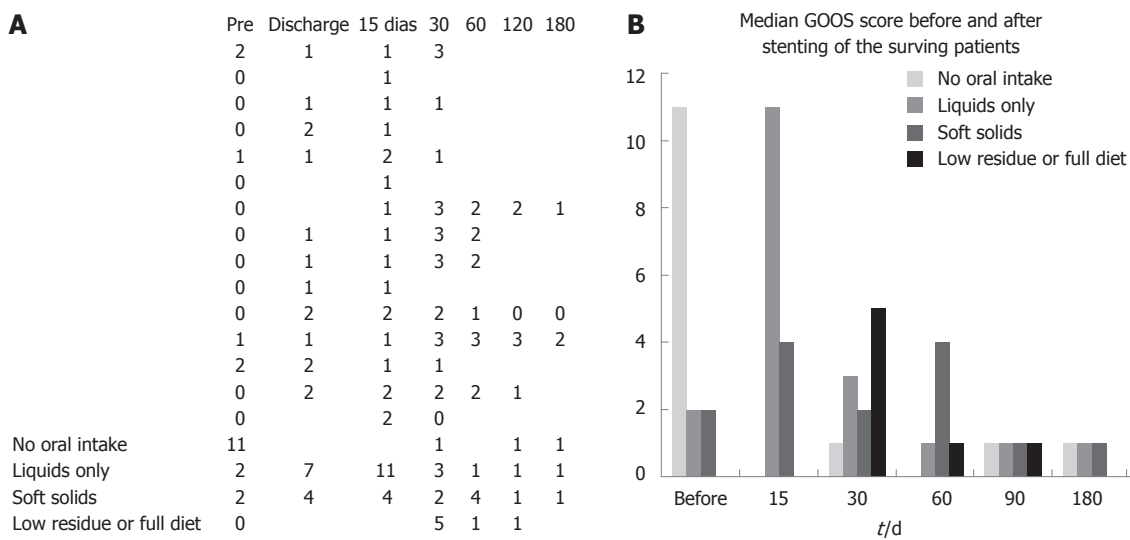 A
Pre Discharge 15 dias 30 60 120 180
2 1 1 3
0 1
0 1 1 1
0 2 1
1 1 2 1
0 1
0 1 3 2 2 1
0 1 1 3 2
0 1 1 3 2
0 1 1
0 2 2 2 1 0 0
1 1 1 3 3 3 2
2 2 1 1
0 2 2 2 2 1
0 2 0
No oral intake 11 1 1 1
Liquids only 2 7 11 3 1 1 1
Soft solids 2 4 4 2 4 1 1
Low residue or full diet 0 5 1 1
B
Median GOOS score before and after
stenting of the surving patients
12
10
8
6
4
2
0
No oral intake
Liquids only
Soft solids
Low residue or full diet
Before 15 30 60 90 180
t/d